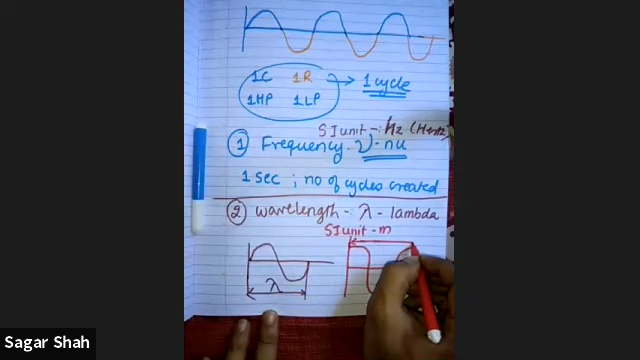 1C 1R → 1 cycle
1HP 1LP
SI unit - Hz (Hertz)
① Frequency - ν - nu
1 sec ; no of cycles created
② wavelength - λ - lambda
SI unit - m
λ
Sagar Shah